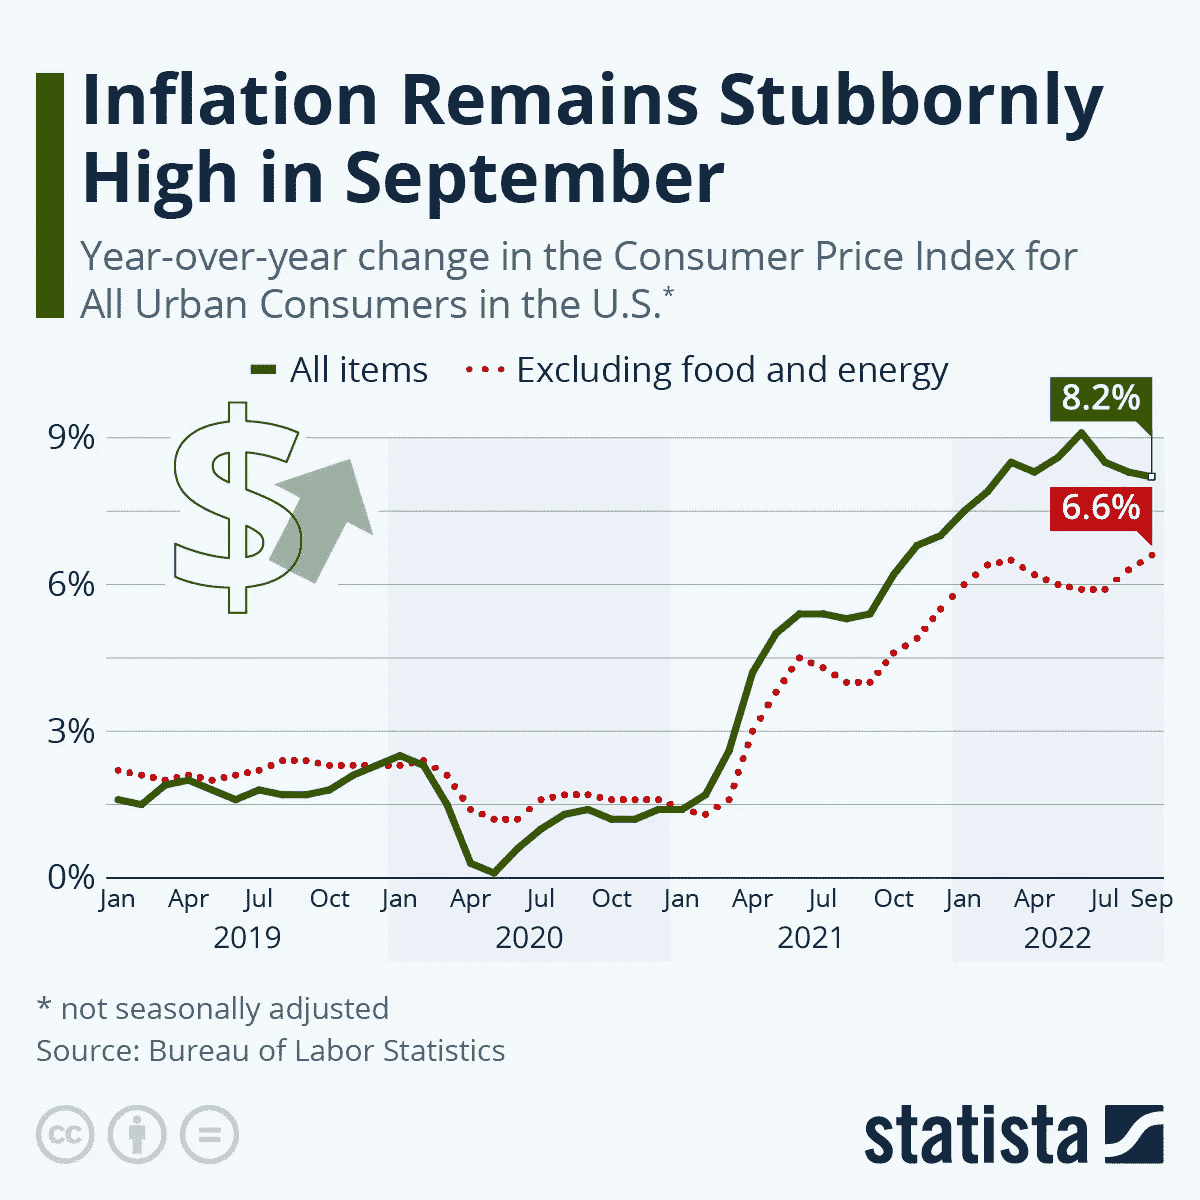 Inflation Remains Stubbornly
High in September
Year-over-year change in the Consumer Price Index for
All Urban Consumers in the U.S.*
All items
Excluding food and energy
8.2%
6.6%
9%
6%
3%
0%
$
Jan Apr Jul Oct Jan Apr Jul Oct Jan Apr Jul Oct Jan Apr Jul Sep
2019 2020 2021 2022
* not seasonally adjusted
Source: Bureau of Labor Statistics
cc
=
statista